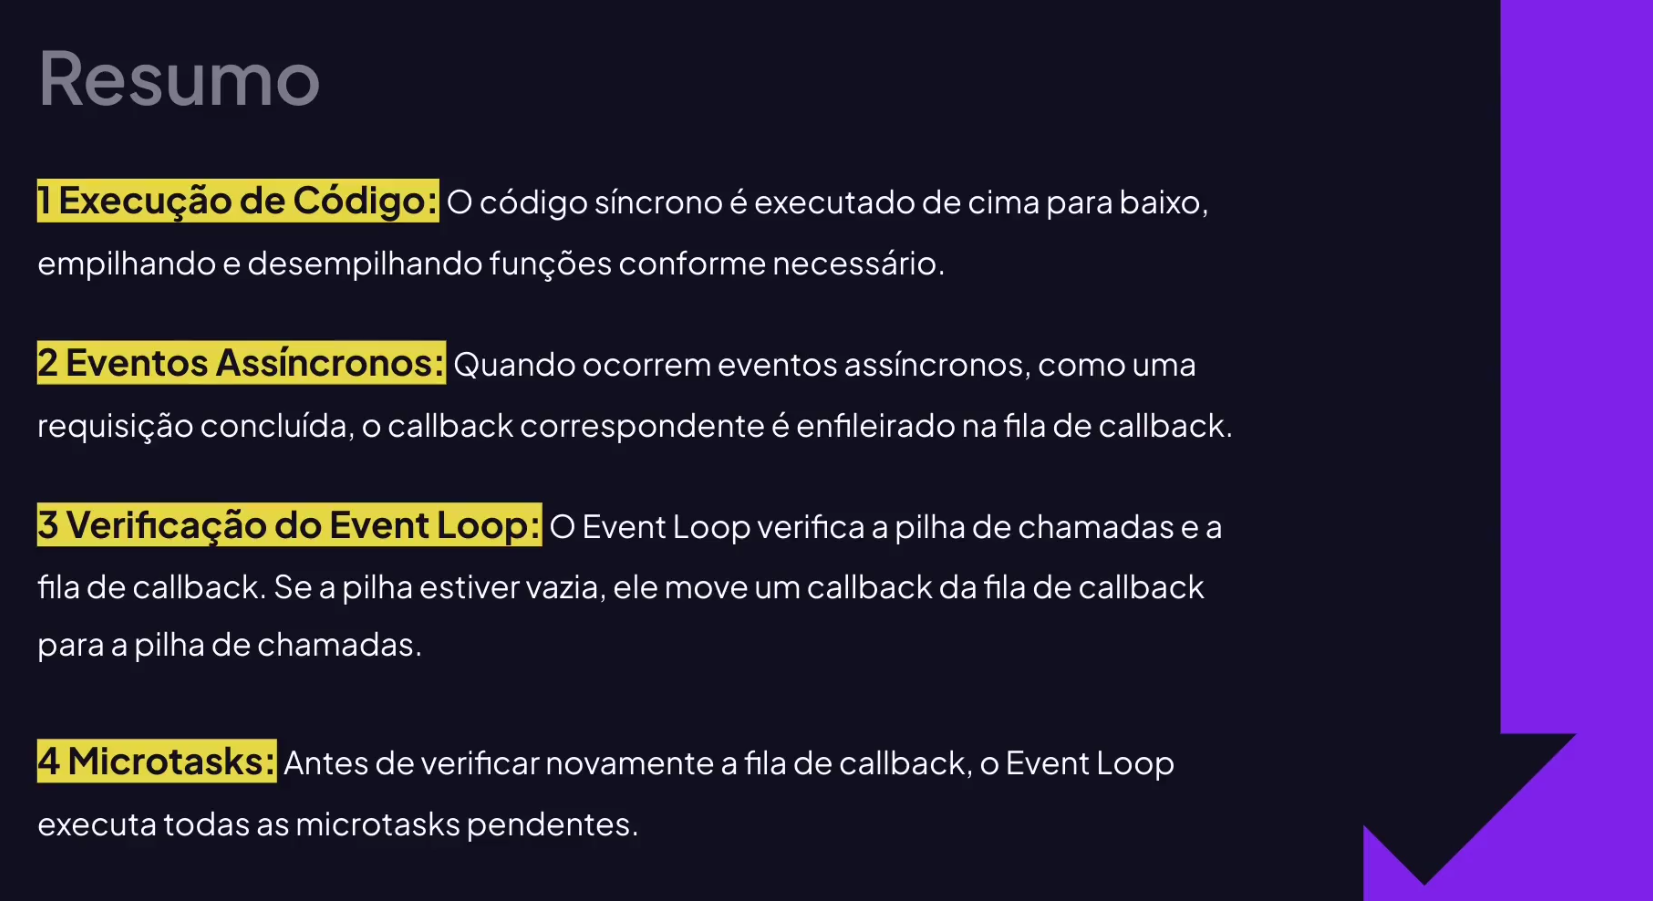 Resumo
1 Execução de Código: O código síncrono é executado de cima para baixo,
empilhando e desempilhando funções conforme necessário.
2 Eventos Assíncronos: Quando ocorrem eventos assíncronos, como uma
requisição concluída, o callback correspondente é enfileirado na fila de callback.
3 Verificação do Event Loop: O Event Loop verifica a pilha de chamadas e a
fila de callback. Se a pilha estiver vazia, ele move um callback da fila de callback
para a pilha de chamadas.
4 Microtasks: Antes de verificar novamente a fila de callback, o Event Loop
executa todas as microtasks pendentes.